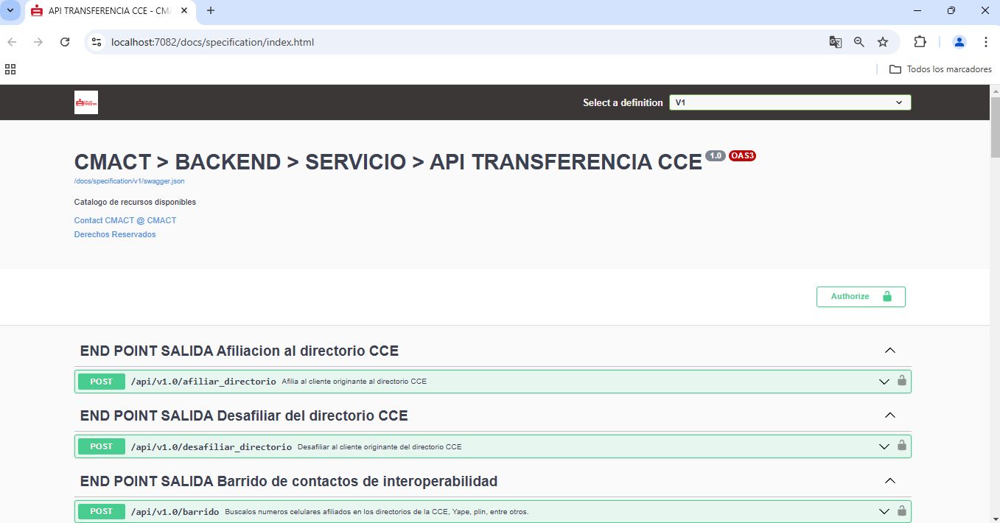 API TRANSFERENCIA CCE - CMA
localhost:7082/docs/specification/index.html
Todos los marcadores
Select a definition V1
CMACT > BACKEND > SERVICIO > API TRANSFERENCIA CCE 1.0 OAS3
/docs/specification/v1/swagger.json
Catalogo de recursos disponibles
Contact CMACT @ CMACT
Derechos Reservados
Authorize
END POINT SALIDA Afiliacion al directorio CCE
POST /api/v1.0/afiliar_directorio Afilia al cliente originante al directorio CCE
END POINT SALIDA Desafiliar del directorio CCE
POST /api/v1.0/desafiliar_directorio Desafiliar al cliente originante del directorio CCE
END POINT SALIDA Barrido de contactos de interoperabilidad
POST /api/v1.0/barrido Buscalos numeros celulares afiliados en los directorios de la CCE, Yape, plin, entre otros.